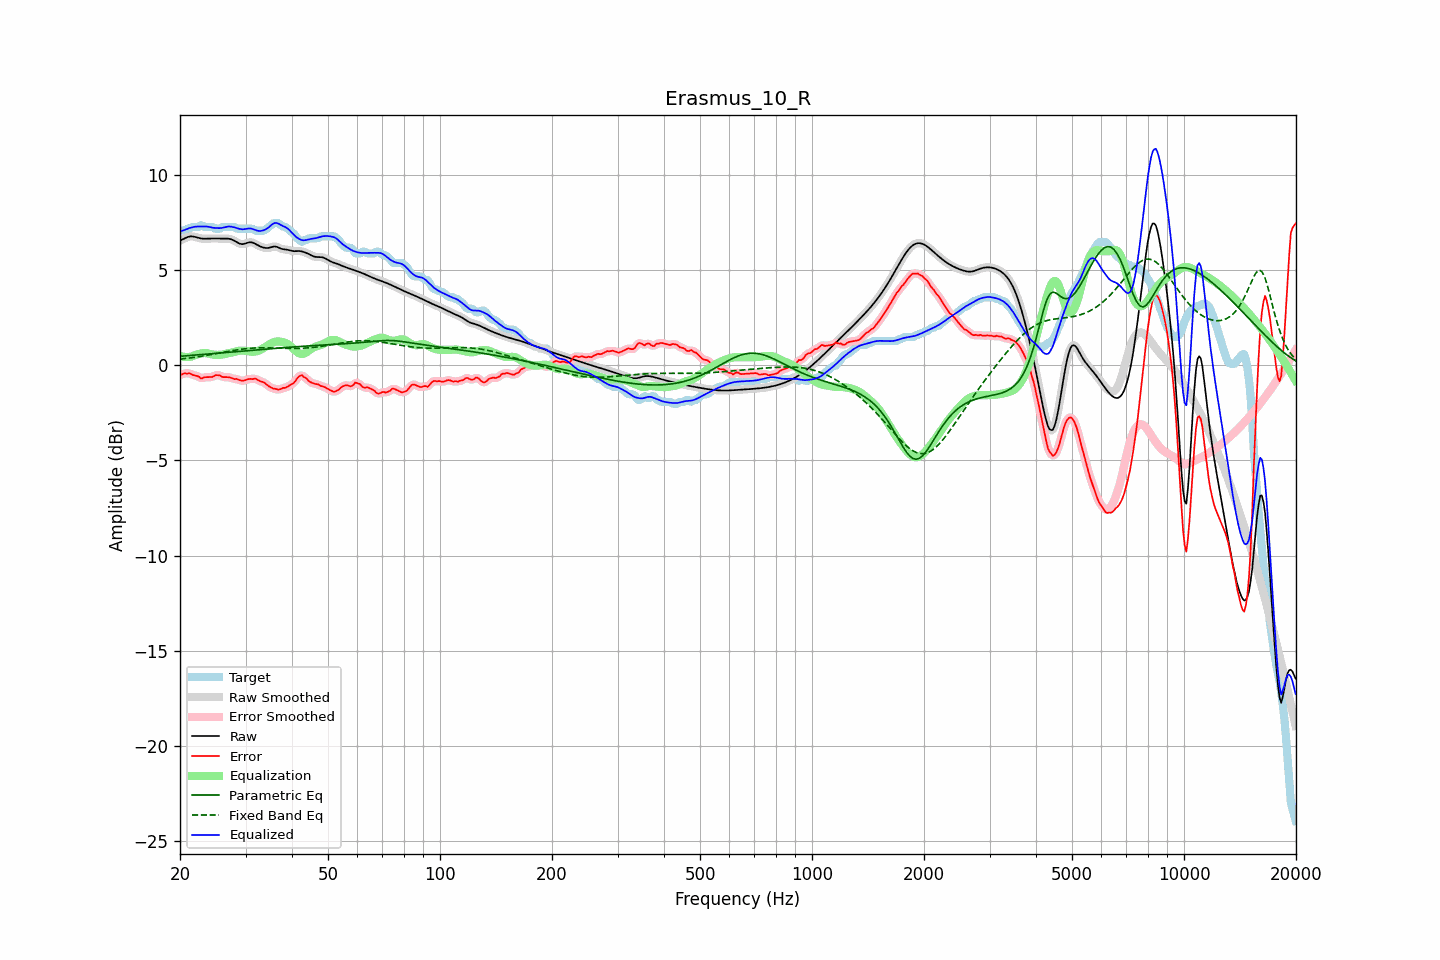 Erasmus_10_R
Amplitude (dBr)
10
5
0
−5
−10
−15
−20
−25
Target
Raw Smoothed
Error Smoothed
Raw
Error
Equalization
Parametric Eq
Fixed Band Eq
Equalized
20 50 100 200 500 1000 2000 5000 10000 20000
Frequency (Hz)